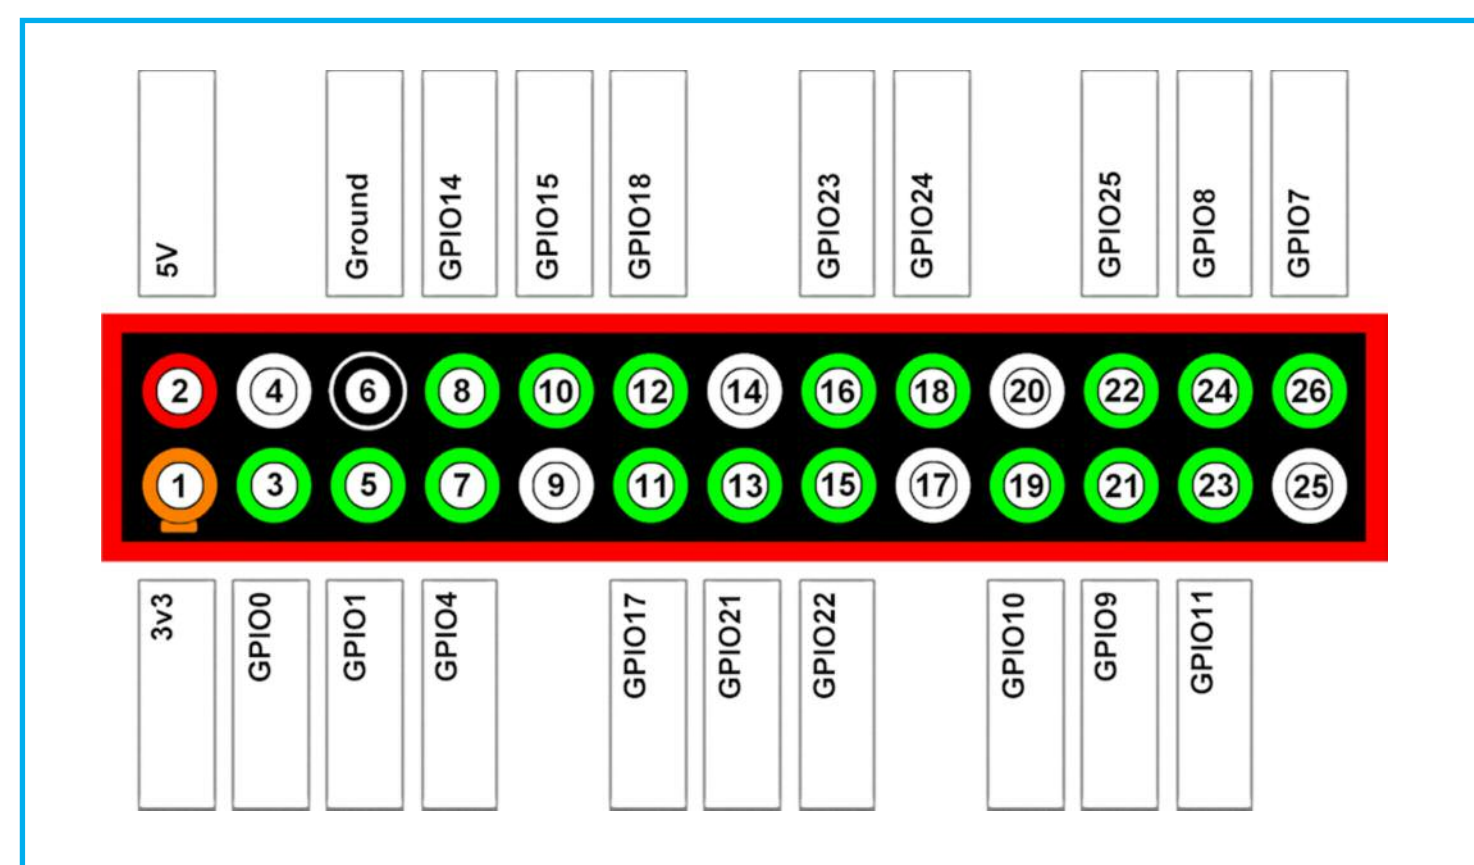 5V
Ground
GPIO14
GPIO15
GPIO18
GPIO23
GPIO24
GPIO25
GPIO8
GPIO7
2 4 6 8 10 12 14 16 18 20 22 24 26
1 3 5 7 9 11 13 15 17 19 21 23 25
3v3
GPIO0
GPIO1
GPIO4
GPIO17
GPIO21
GPIO22
GPIO10
GPIO9
GPIO11